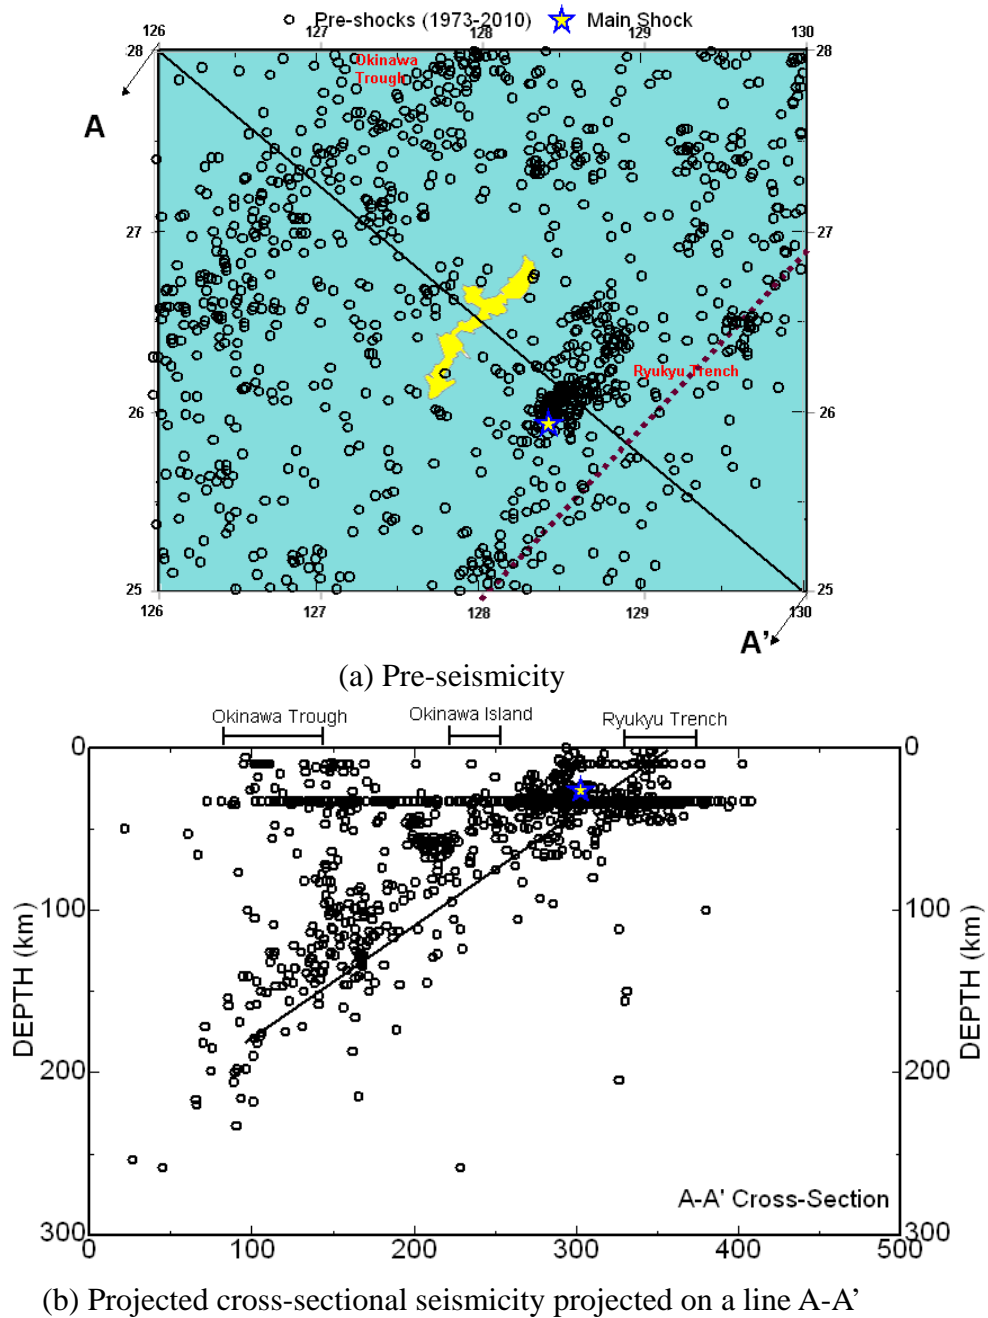 Pre-shocks (1973-2010) Main Shock
126 127 128 129 130
28 28
Okinawa
Trough
A
27 27
26 26
Ryukyu Trench
25 25
126 127 128 129 130
A'
(a) Pre-seismicity
Okinawa Trough Okinawa Island Ryukyu Trench
0 0
100 100
DEPTH (km) DEPTH (km)
200 200
A-A' Cross-Section
300 300
0 100 200 300 400 500
(b) Projected cross-sectional seismicity projected on a line A-A’